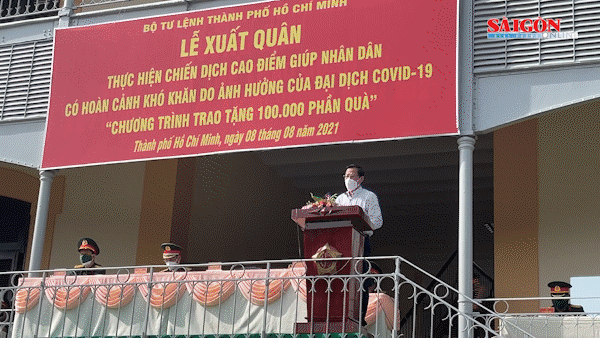 BỘ TƯ LỆNH THÀNH PHỐ HỒ CHÍ MINH
LỄ XUẤT QUÂN
THỰC HIỆN CHIẾN DỊCH CAO ĐIỂM GIÚP NHÂN DÂN
CÓ HOÀN CẢNH KHÓ KHĂN DO ẢNH HƯỞNG CỦA ĐẠI DỊCH COVID-19
"CHƯƠNG TRÌNH TRAO TẶNG 100.000 PHẦN QUÀ"
Thành phố Hồ Chí Minh, ngày 08 tháng 08 năm 2021
SAIGON
ONLINE